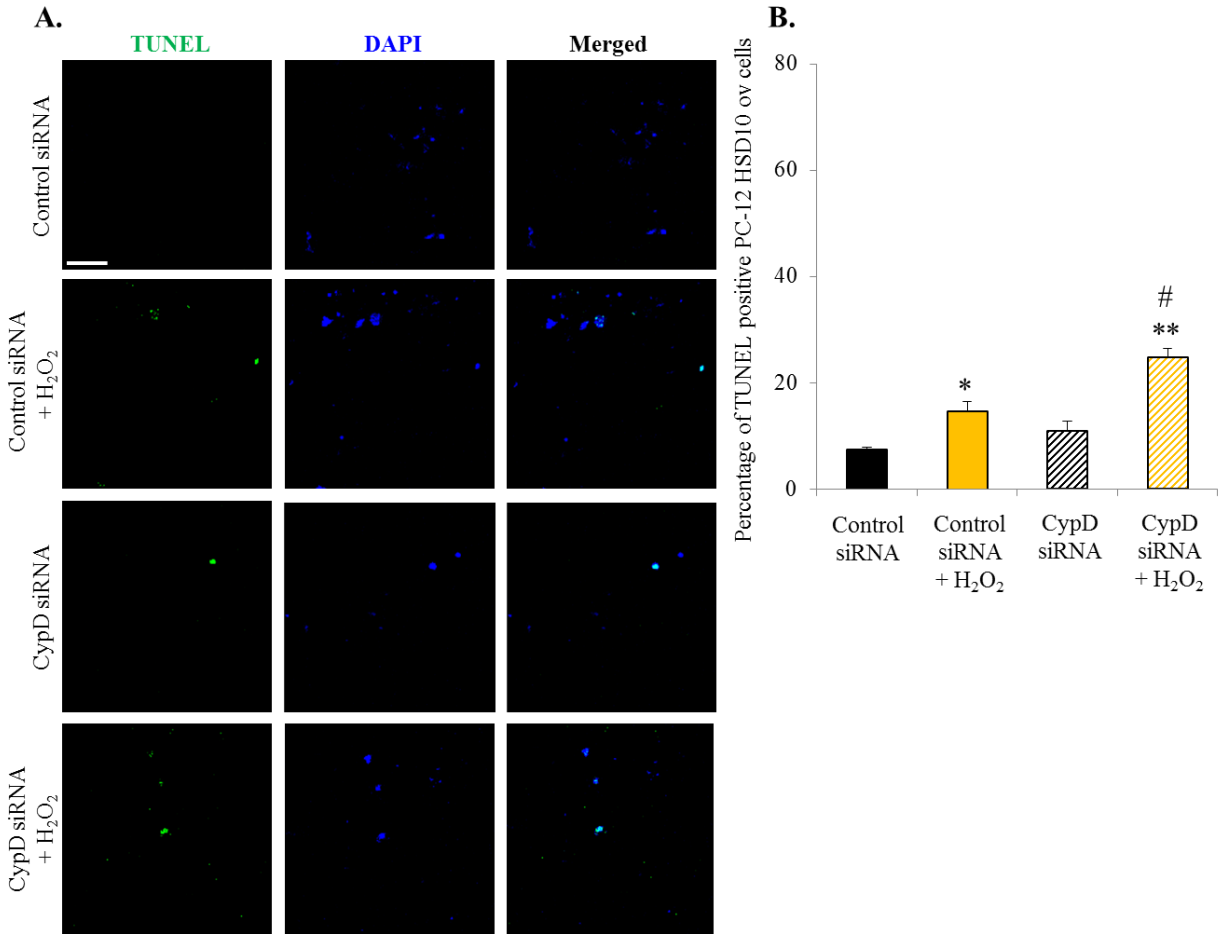 A.
TUNEL
DAPI
Merged
Control siRNA
Control siRNA
+ H₂O₂
CypD siRNA
CypD siRNA
+ H₂O₂
B.
Percentage of TUNEL positive PC-12 HSD10 ov cells
80
60
40
20
0
*
#
**
Control
siRNA
Control
siRNA
+ H₂O₂
CypD
siRNA
CypD
siRNA
+ H₂O₂